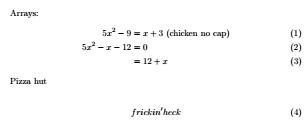 Arrays:
5x² − 9 = x + 3 (chicken no cap) (1)
5x² − x − 12 = 0 (2)
= 12 + x (3)
Pizza hut
frickin′heck (4)